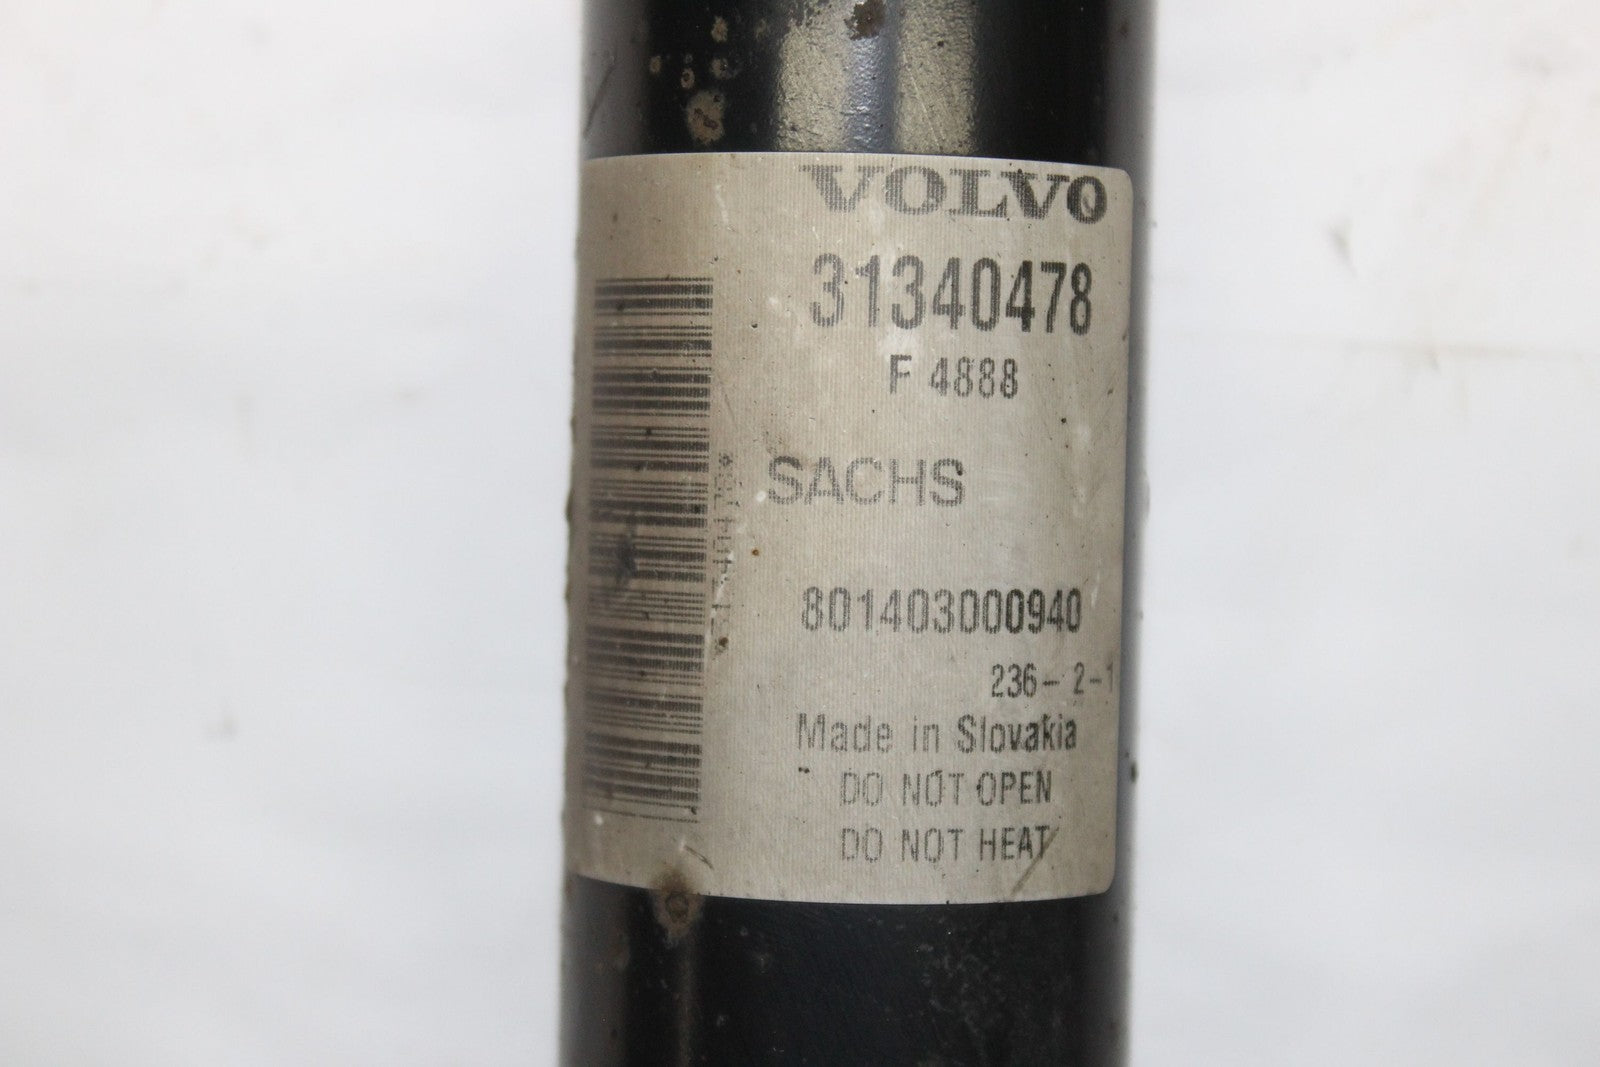 VOLVO
31340478
F 4888
SACHS
801403000940
236-2-1
Made in Slovakia
DO NOT OPEN
DO NOT HEAT